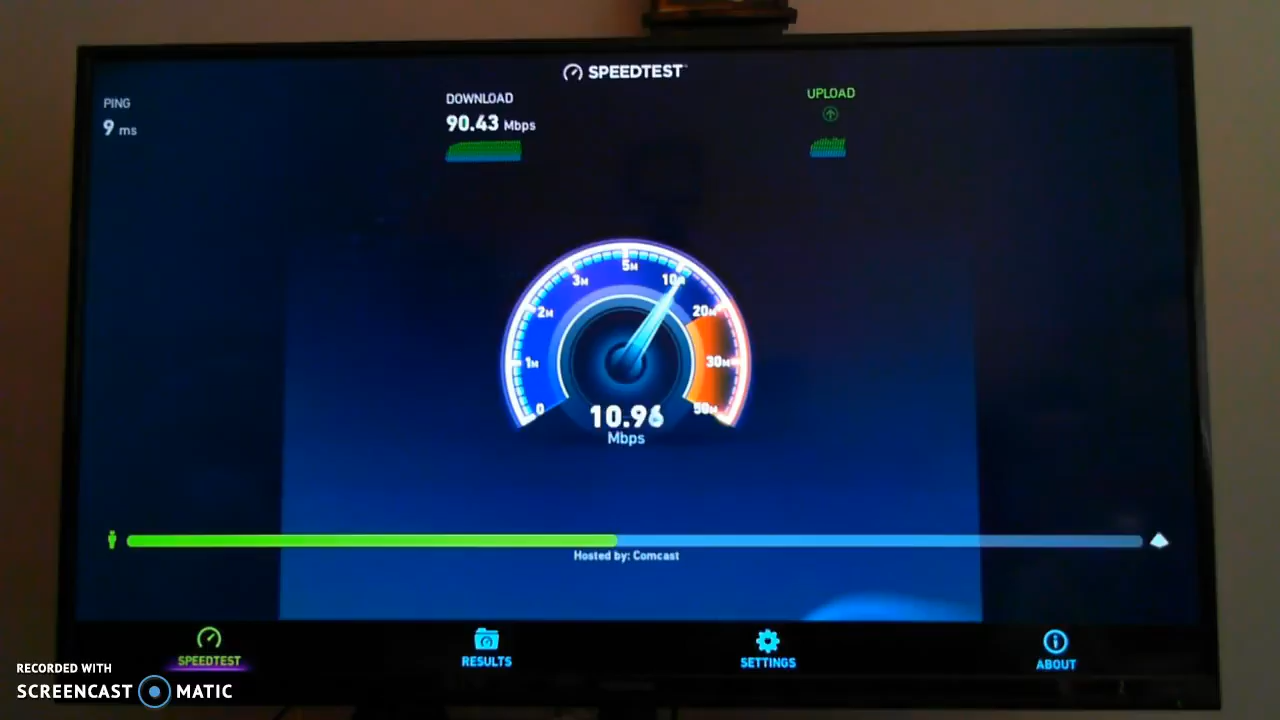 SPEEDTEST™
PING
9 ms
DOWNLOAD
90.43 Mbps
UPLOAD
5M
3M
10M
2M
20M
1M
30M
0
50M
10.96
Mbps
Hosted by: Comcast
SPEEDTEST
RESULTS
SETTINGS
ABOUT
RECORDED WITH
SCREENCAST MATIC